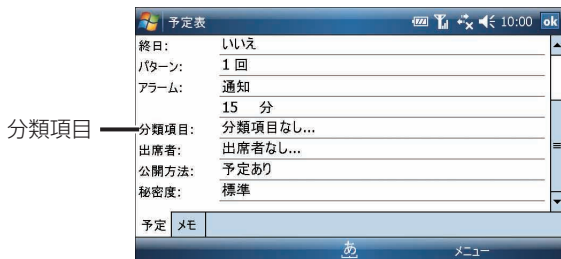 予定表 10:00 ok
終日: いいえ
パターン: 1 回
アラーム: 通知
15 分
分類項目 分類項目: 分類項目なし...
出席者: 出席者なし...
公開方法: 予定あり
秘密度: 標準
予定 メモ
あ メニュー